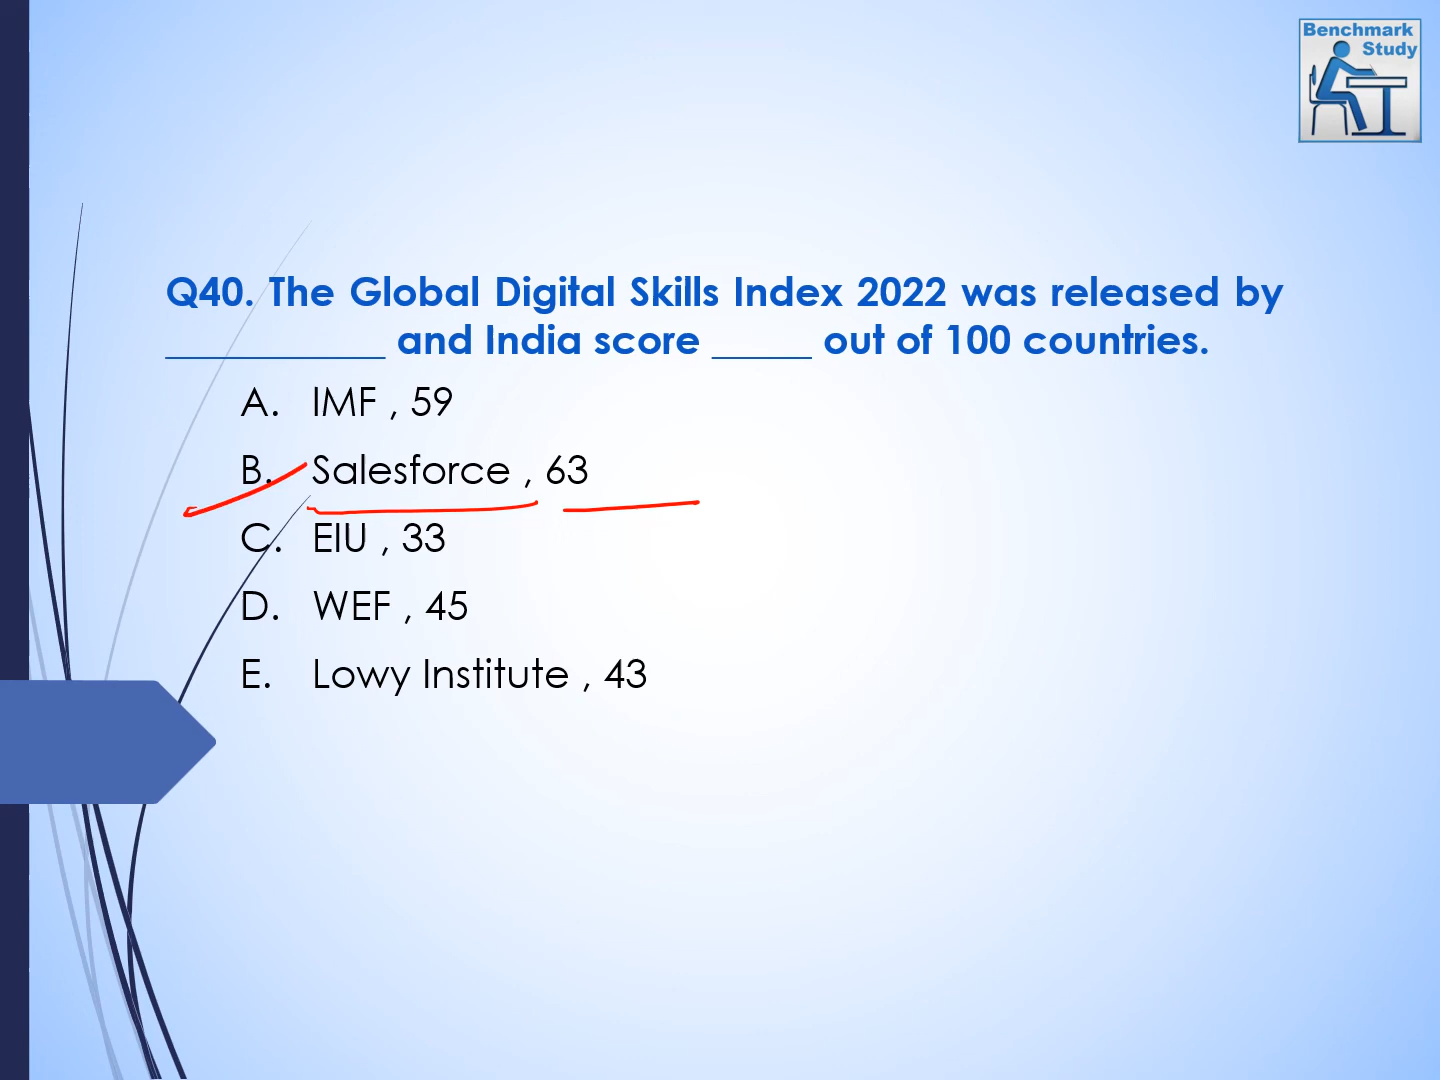 Benchmark
Study
Q40. The Global Digital Skills Index 2022 was released by
___________ and India score _____ out of 100 countries.
A. IMF , 59
B. Salesforce , 63
C. EIU , 33
D. WEF , 45
E. Lowy Institute , 43